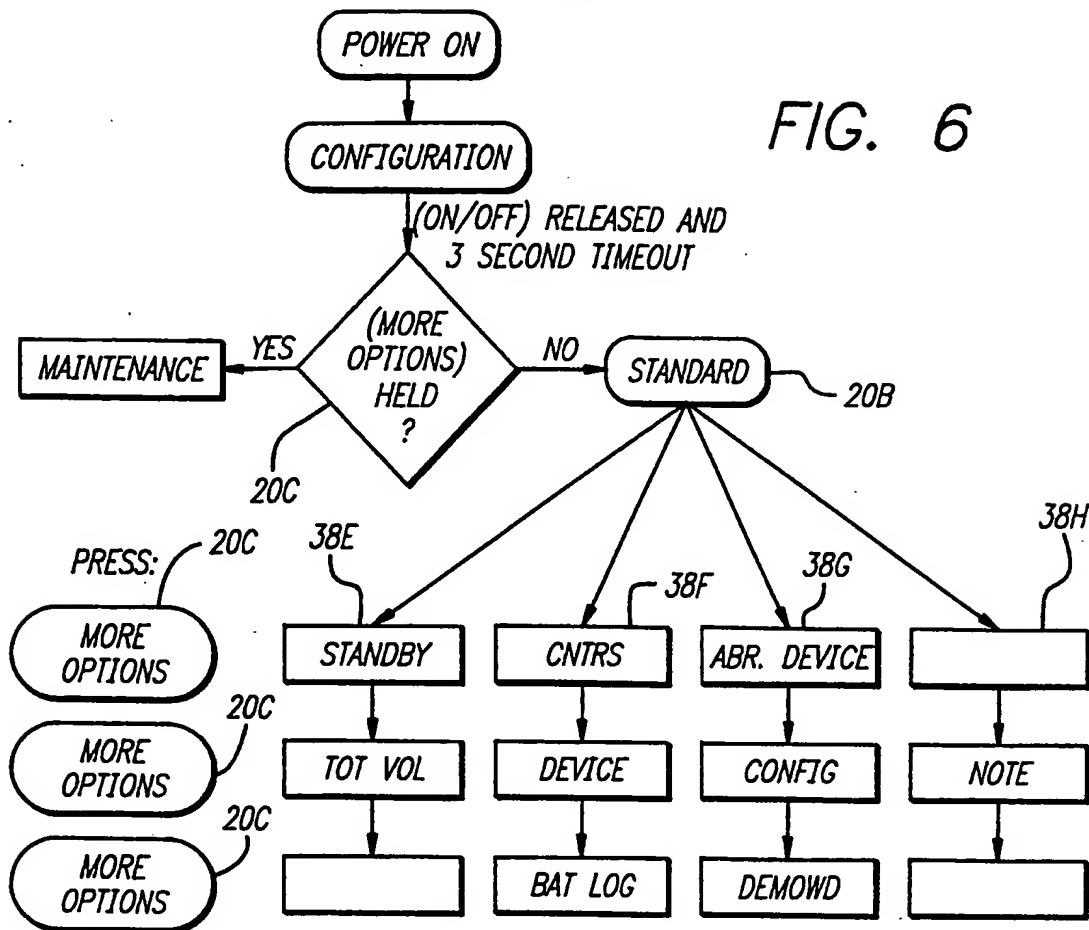 POWER ON
FIG. 6
CONFIGURATION
(ON/OFF) RELEASED AND
3 SECOND TIMEOUT
(MORE
OPTIONS)
HELD
?
YES
NO
MAINTENANCE
STANDARD
20B
20C
PRESS:
20C
38E
38F
38G
38H
MORE
OPTIONS
STANDBY
CNTRS
ABR. DEVICE
20C
MORE
OPTIONS
TOT VOL
DEVICE
CONFIG
NOTE
20C
MORE
OPTIONS
BAT LOG
DEMOWD